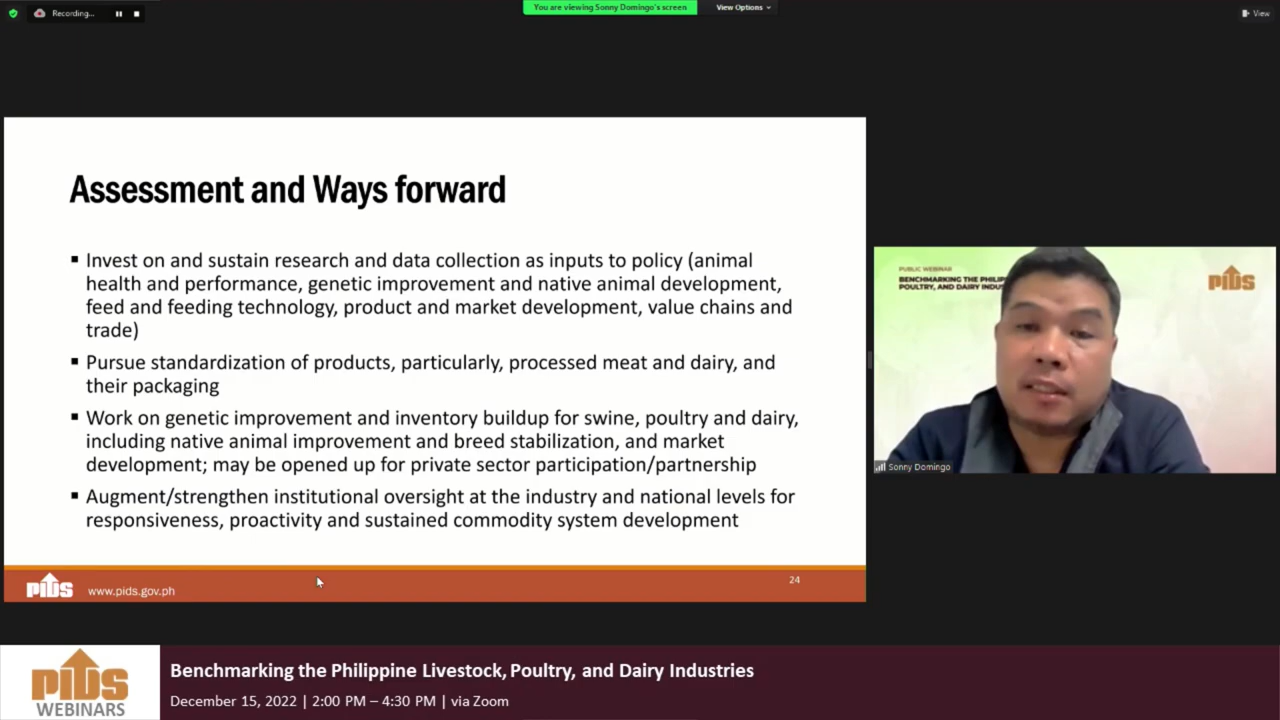 Recording...
You are viewing Sonny Domingo's screen
View Options
View
Assessment and Ways forward
▪ Invest on and sustain research and data collection as inputs to policy (animal
health and performance, genetic improvement and native animal development,
feed and feeding technology, product and market development, value chains and
trade)
▪ Pursue standardization of products, particularly, processed meat and dairy, and
their packaging
▪ Work on genetic improvement and inventory buildup for swine, poultry and dairy,
including native animal improvement and breed stabilization, and market
development; may be opened up for private sector participation/partnership
▪ Augment/strengthen institutional oversight at the industry and national levels for
responsiveness, proactivity and sustained commodity system development
PIDS
www.pids.gov.ph
24
PUBLIC WEBINAR
BENCHMARKING THE
POULTRY, AND DAIRY
PIDS
Sonny Domingo
PIDS
WEBINARS
Benchmarking the Philippine Livestock, Poultry, and Dairy Industries
December 15, 2022 | 2:00 PM – 4:30 PM | via Zoom